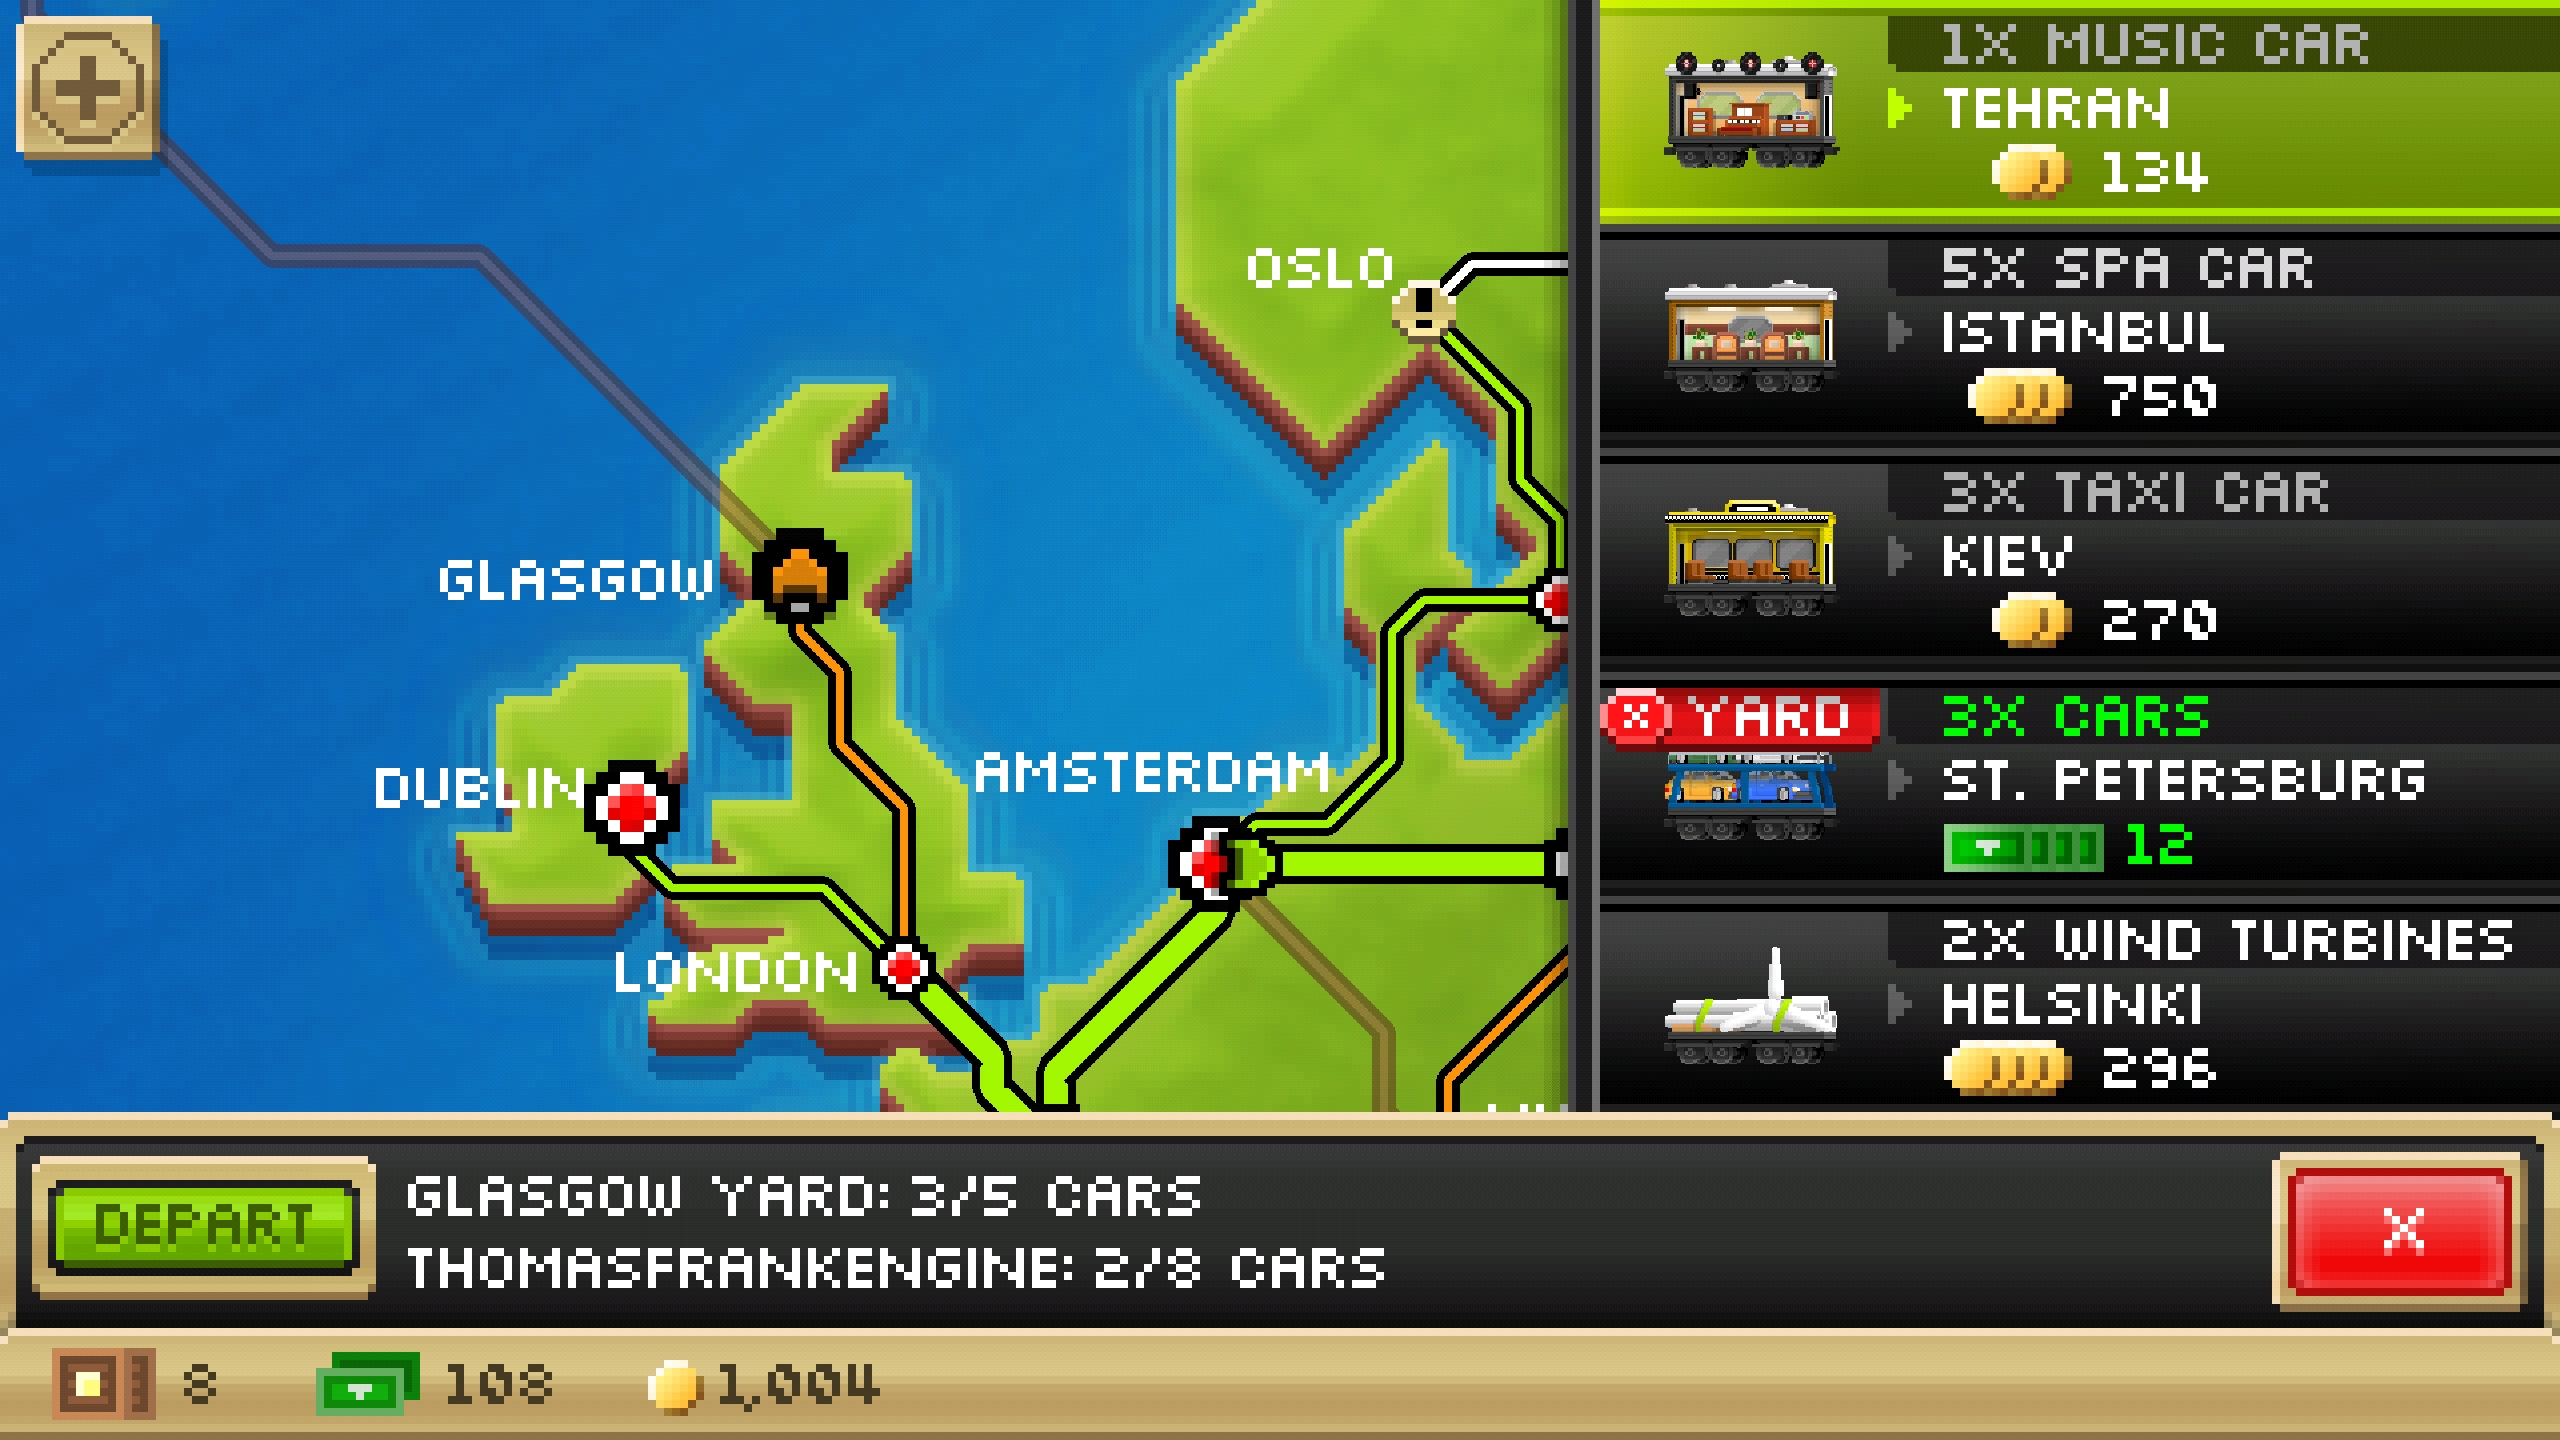 OSLO
GLASGOW
DUBLIN
AMSTERDAM
LONDON
1X MUSIC CAR
TEHRAN
134
5X SPA CAR
ISTANBUL
750
3X TAXI CAR
KIEV
270
X YARD
3X CARS
ST. PETERSBURG
12
2X WIND TURBINES
HELSINKI
296
DEPART
GLASGOW YARD: 3/5 CARS
THOMASFRANKENGINE: 2/8 CARS
X
8
108
1,004